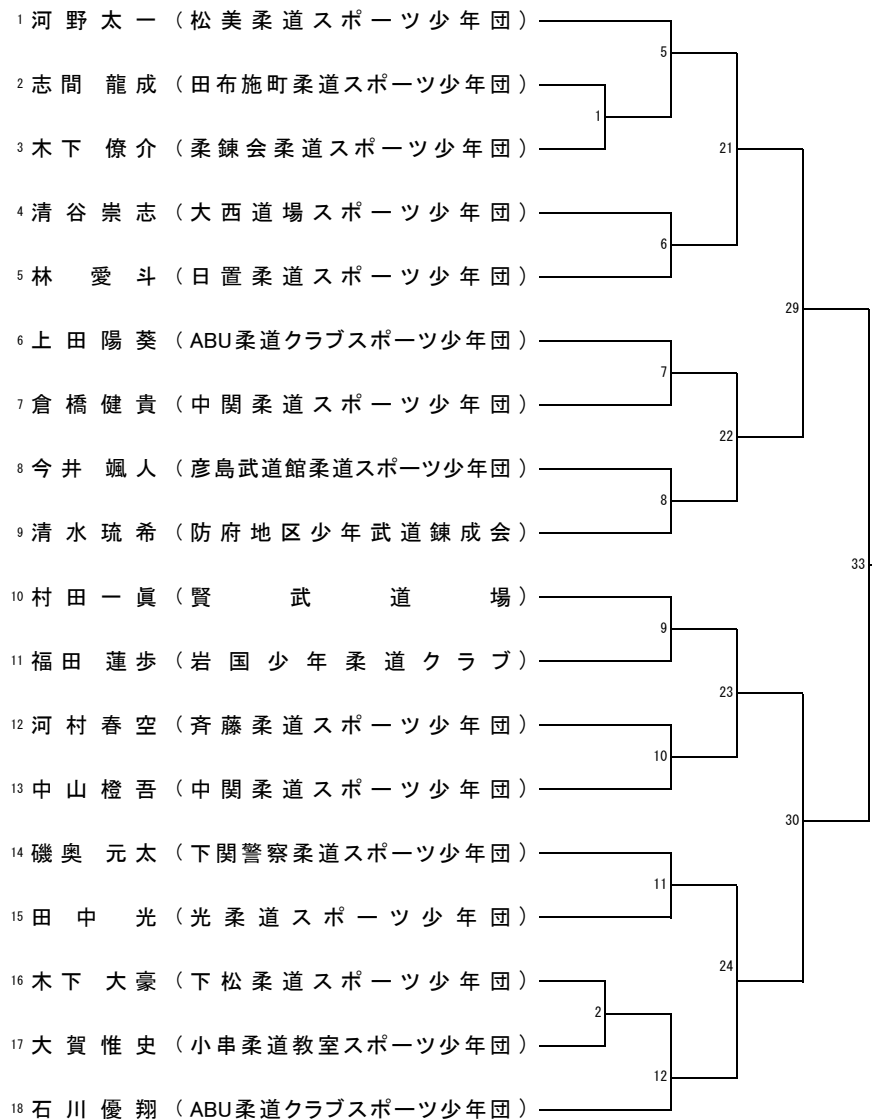 1 河野太一 （松美柔道スポーツ少年団）
5
2 志間 龍成 （田布施町柔道スポーツ少年団）
1
3 木下 僚介 （柔錬会柔道スポーツ少年団）
21
4 清谷崇志 （大西道場スポーツ少年団）
6
5 林 愛斗 （日置柔道スポーツ少年団）
29
6 上田陽葵 （ABU柔道クラブスポーツ少年団）
7
7 倉橋健貴 （中関柔道スポーツ少年団）
22
8 今井 颯人 （彦島武道館柔道スポーツ少年団）
8
9 清水琉希 （防府地区少年武道錬成会）
33
10 村田一眞 （賢武道場）
9
11 福田 蓮歩 （岩国少年柔道クラブ）
23
12 河村春空 （斉藤柔道スポーツ少年団）
10
13 中山橙吾 （中関柔道スポーツ少年団）
30
14 磯奥 元太 （下関警察柔道スポーツ少年団）
11
15 田中 光 （光柔道スポーツ少年団）
24
16 木下 大豪 （下松柔道スポーツ少年団）
2
17 大賀惟史 （小串柔道教室スポーツ少年団）
12
18 石川優翔 （ABU柔道クラブスポーツ少年団）